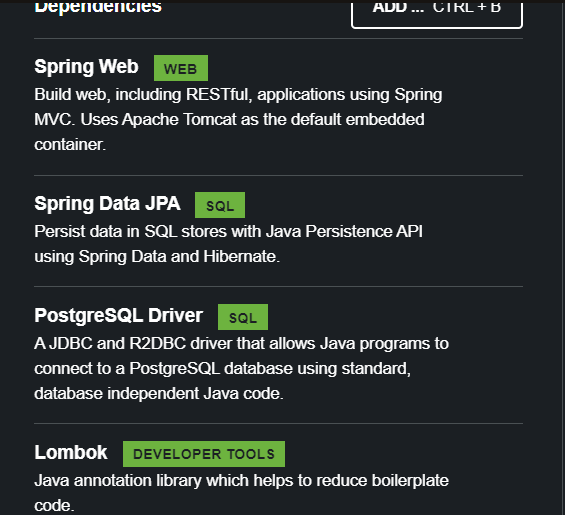 Dependencies
ADD ... CTRL + B
Spring Web WEB
Build web, including RESTful, applications using Spring
MVC. Uses Apache Tomcat as the default embedded
container.
Spring Data JPA SQL
Persist data in SQL stores with Java Persistence API
using Spring Data and Hibernate.
PostgreSQL Driver SQL
A JDBC and R2DBC driver that allows Java programs to
connect to a PostgreSQL database using standard,
database independent Java code.
Lombok DEVELOPER TOOLS
Java annotation library which helps to reduce boilerplate
code.